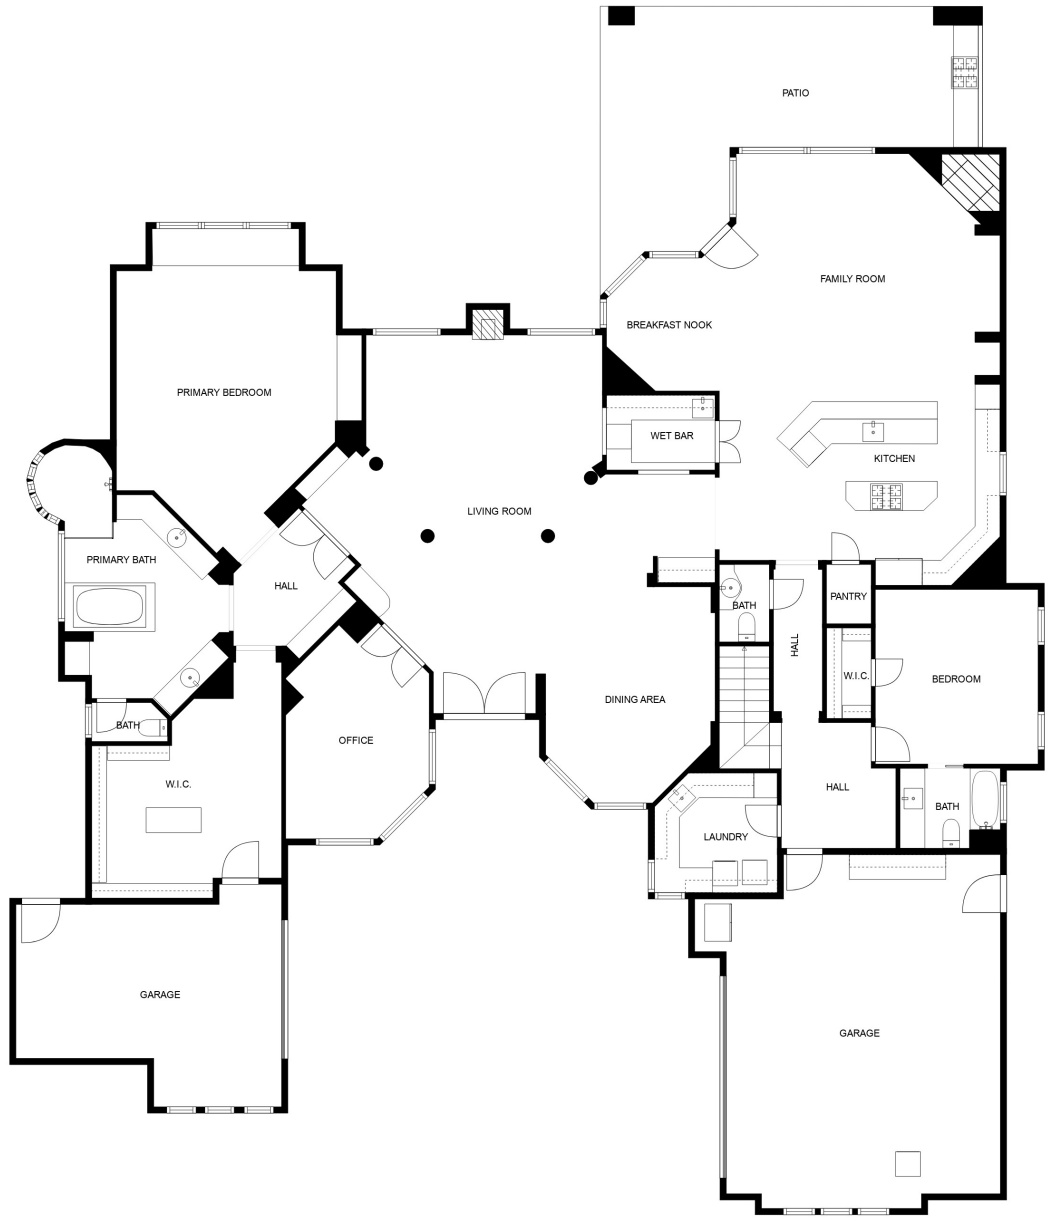 PATIO
FAMILY ROOM
BREAKFAST NOOK
PRIMARY BEDROOM
WET BAR
KITCHEN
LIVING ROOM
PRIMARY BATH
HALL
PANTRY
BATH
HALL
W.I.C.
BEDROOM
DINING AREA
BATH
OFFICE
W.I.C.
HALL
BATH
LAUNDRY
GARAGE
GARAGE